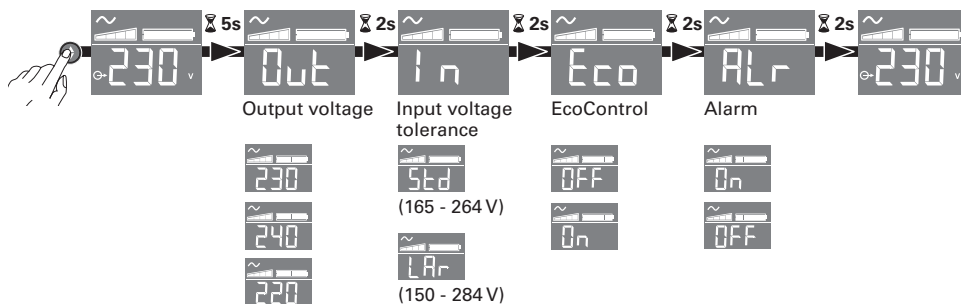 5s 2s 2s 2s 2s
230 v Out In Eco ALr 230 v
Output voltage Input voltage tolerance EcoControl Alarm
230 Std OFF On
(165 - 264 V)
240 On OFF
LAr
220
(150 - 284 V)